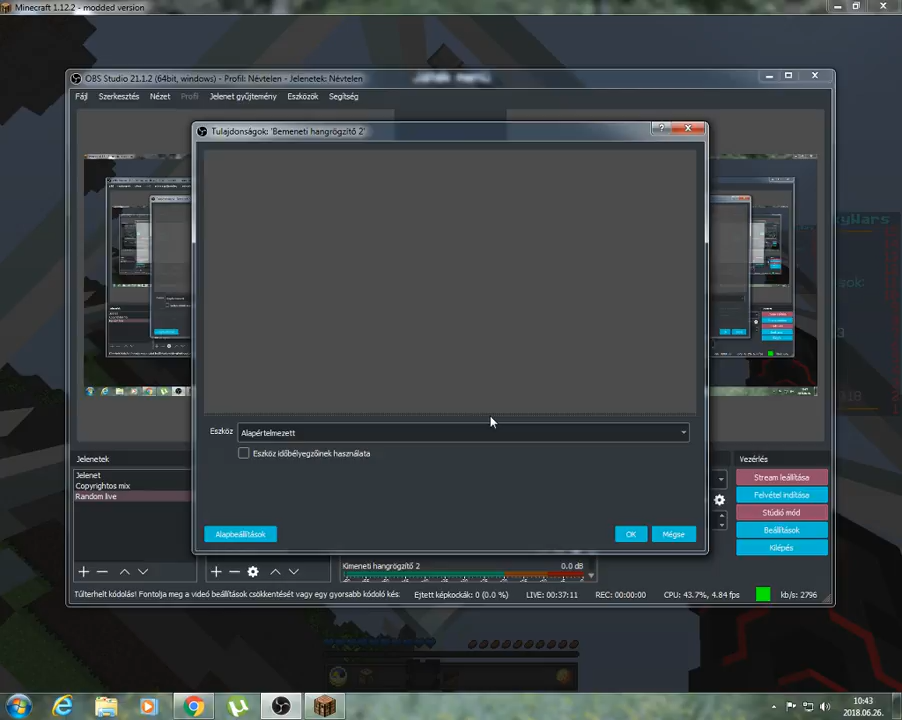 Minecraft 1.12.2 - modded version
OBS Studio 21.1.2 (64bit, windows) - Profil: Névtelen - Jelenetek: Névtelen
Játék menü
Fájl Szerkesztés Nézet Profil Jelenet gyűjtemény Eszközök Segítség
Tulajdonságok: 'Bemeneti hangrögzítő 2'
Eszköz
Alapértelmezett
Eszköz időbélyegzőinek használata
Alapbeállítások
OK
Mégse
Jelenetek
Jelenet
Copyrightos mix
Random live
Kimeneti hangrögzítő 2
0.0 dB
Vezérlés
Stream leállítása
Felvétel indítása
Stúdió mód
Beállítások
Kilépés
Túlterhelt kódolás! Fontolja meg a videó beállítások csökkentését vagy egy gyorsabb kódoló kés:
Ejtett képkockák: 0 (0.0 %)
LIVE: 00:37:11
REC: 00:00:00
CPU: 43.7%, 4.84 fps
kb/s: 2796
10:43
2018.06.26.